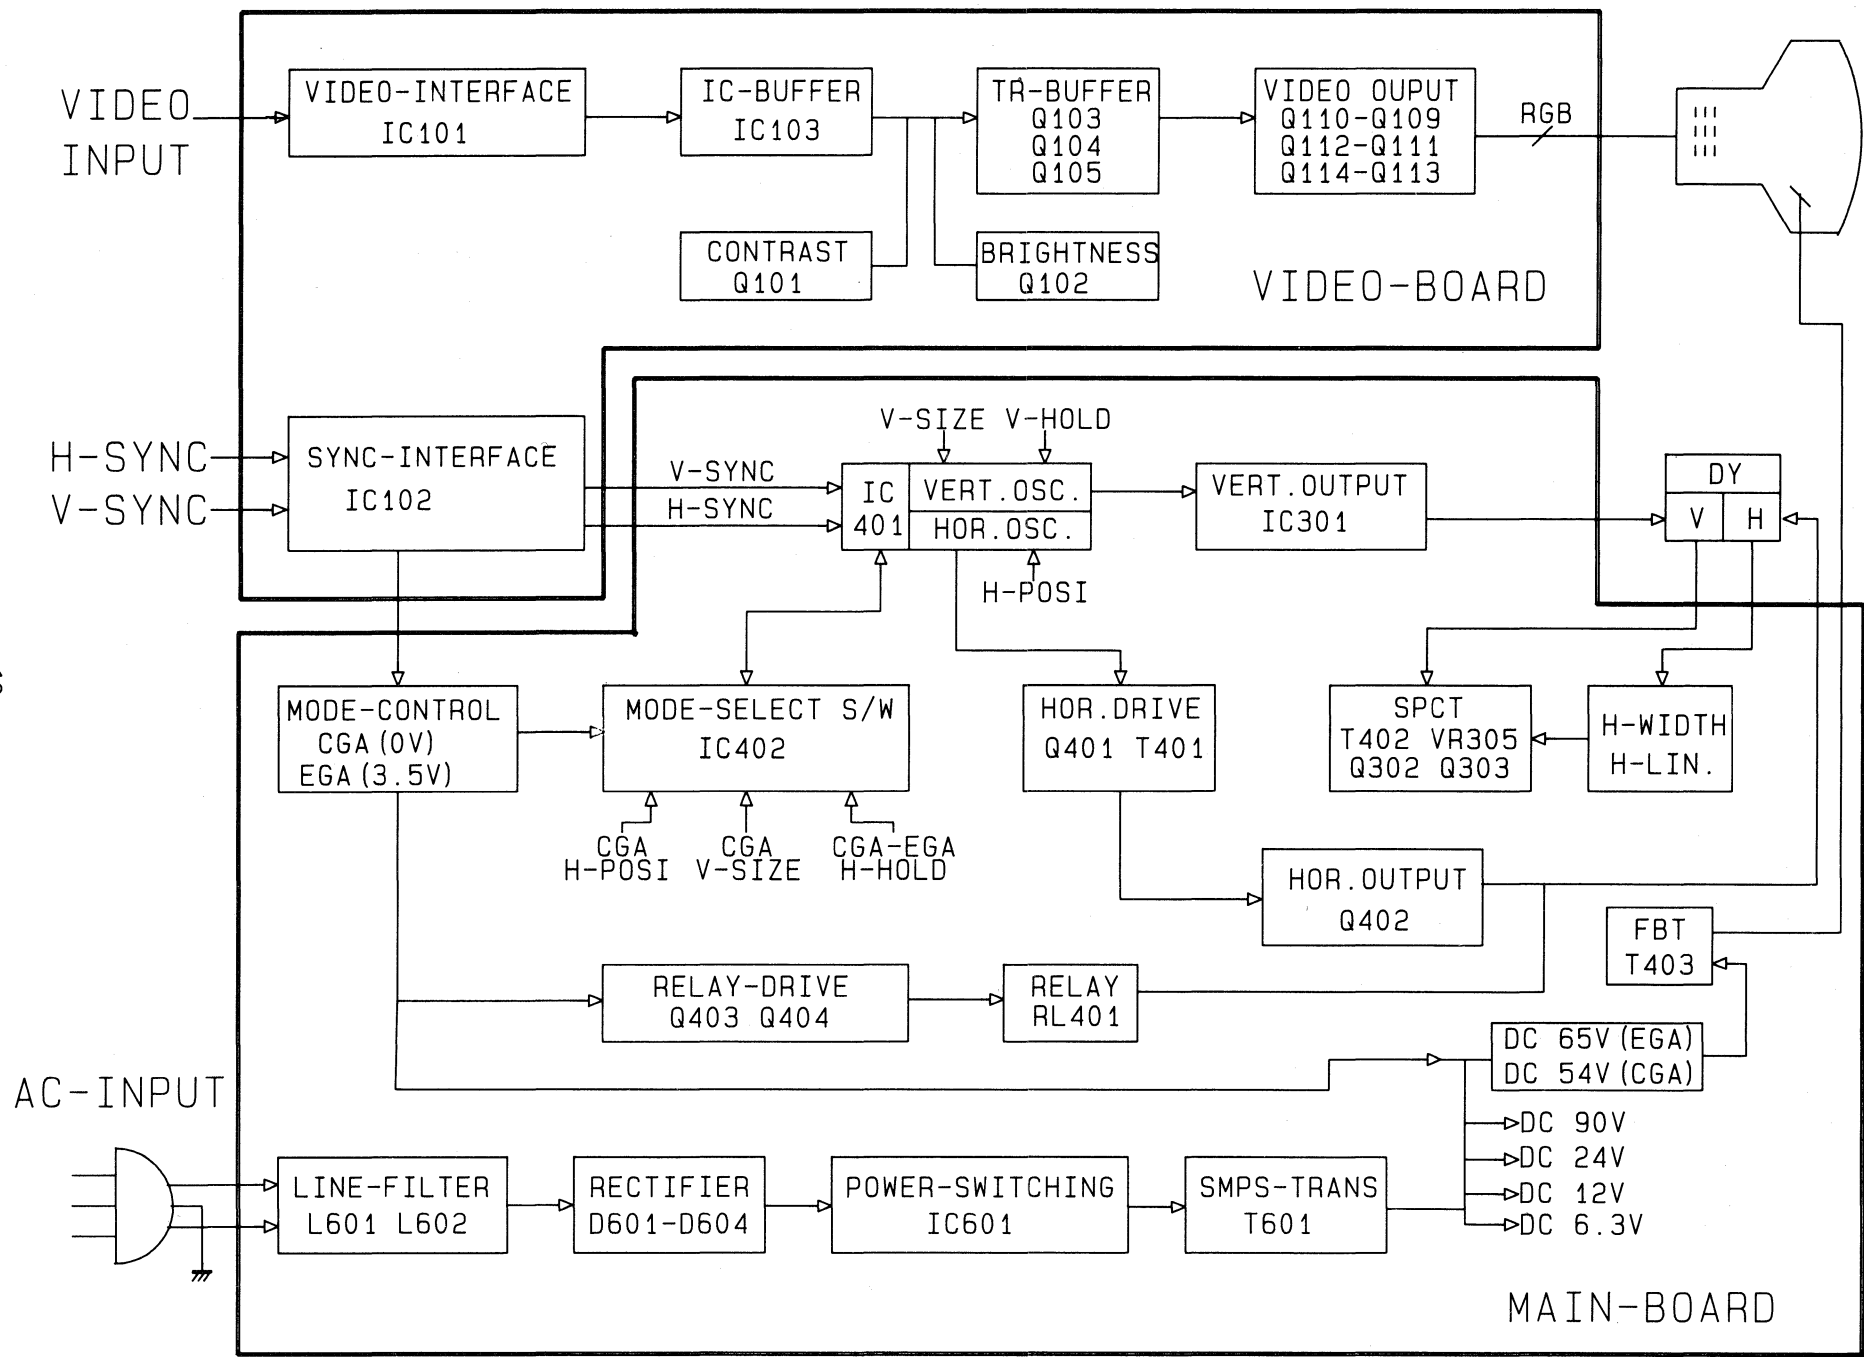 VIDEO
INPUT
VIDEO-INTERFACE
IC101
IC-BUFFER
IC103
TR-BUFFER
Q103
Q104
Q105
VIDEO OUPUT
Q110-Q109
Q112-Q111
Q114-Q113
RGB
CONTRAST
Q101
BRIGHTNESS
Q102
VIDEO-BOARD
H-SYNC
V-SYNC
SYNC-INTERFACE
IC102
V-SYNC
H-SYNC
V-SIZE V-HOLD
IC
401
VERT.OSC.
HOR.OSC.
H-POSI
VERT.OUTPUT
IC301
DY
V H
MODE-CONTROL
CGA(0V)
EGA(3.5V)
MODE-SELECT S/W
IC402
CGA
H-POSI
CGA
V-SIZE
CGA-EGA
H-HOLD
HOR.DRIVE
Q401 T401
SPCT
T402 VR305
Q302 Q303
H-WIDTH
H-LIN.
HOR.OUTPUT
Q402
FBT
T403
RELAY-DRIVE
Q403 Q404
RELAY
RL401
DC 65V(EGA)
DC 54V(CGA)
DC 90V
DC 24V
DC 12V
DC 6.3V
AC-INPUT
LINE-FILTER
L601 L602
RECTIFIER
D601-D604
POWER-SWITCHING
IC601
SMPS-TRANS
T601
MAIN-BOARD